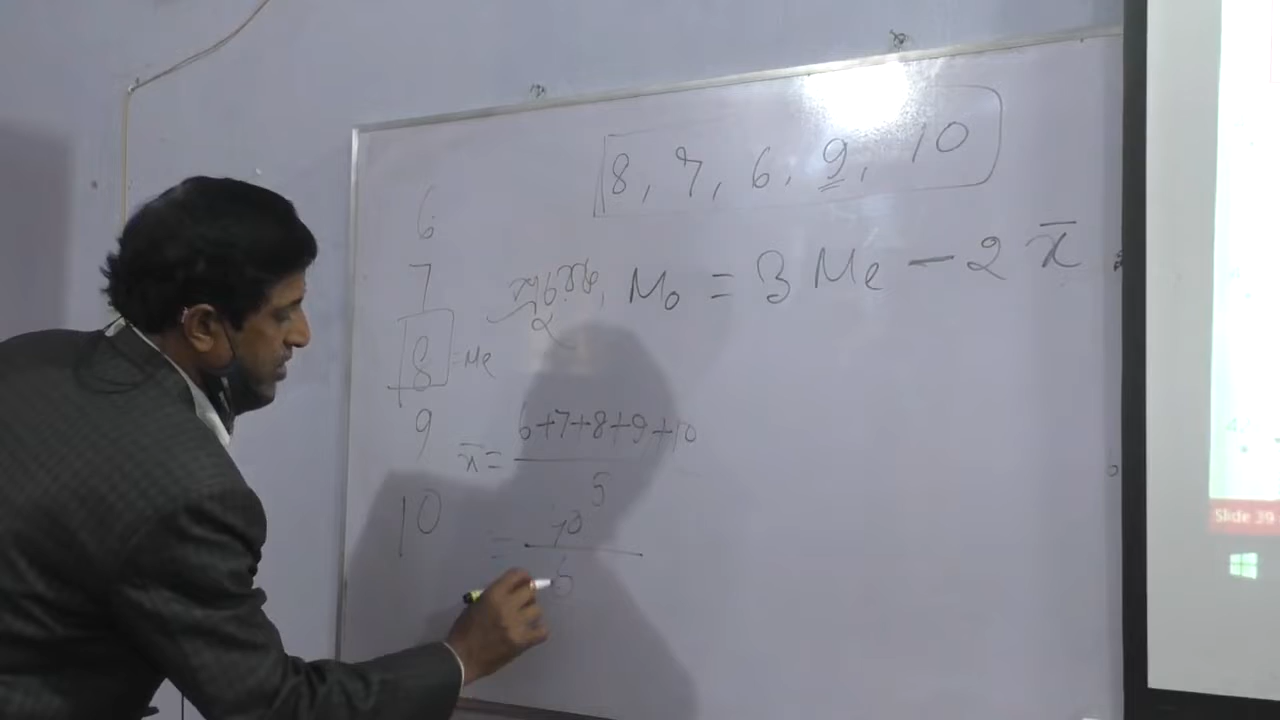 8, 7, 6, 9, 10
Mo = 3 Me - 2 x̄
6
7
8 = Me
9
10
x̄ = 6+7+8+9+10
5
=
5
Slide 39